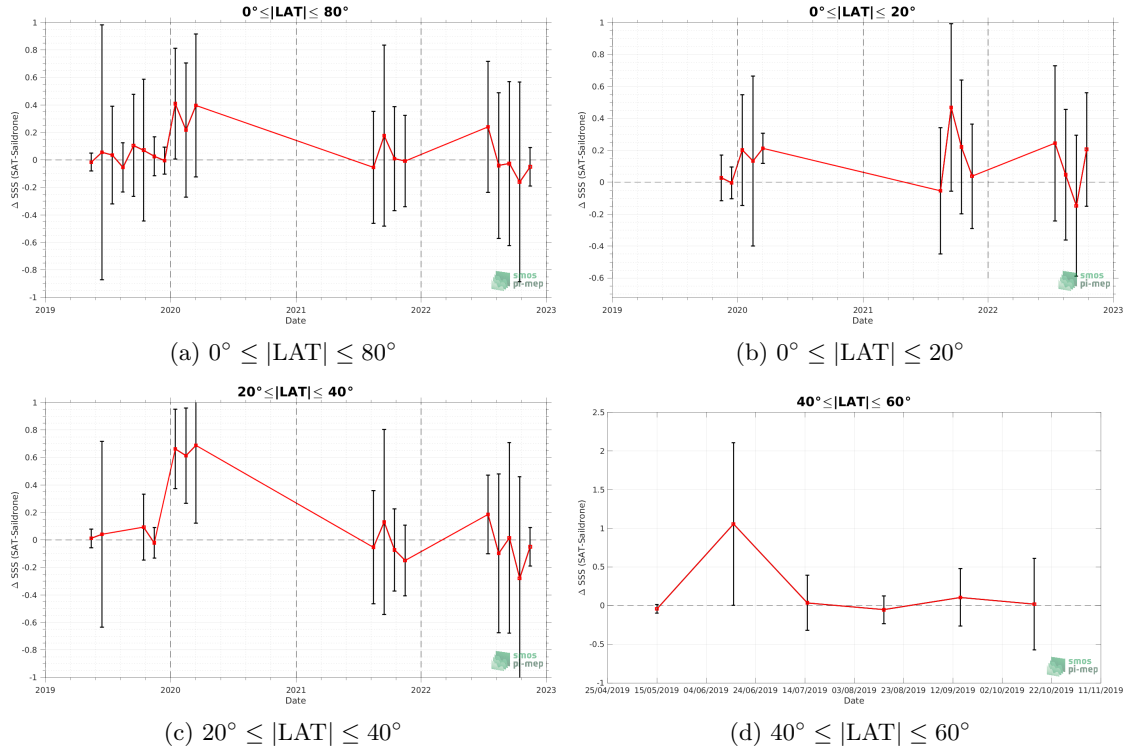 0°≤|LAT|≤ 80°
1
0.8
0.6
0.4
0.2
0
-0.2
-0.4
-0.6
-0.8
-1
Δ SSS (SAT-Saildrone)
2019
2020
2021
2022
2023
Date
smos
pi-mep
(a) 0° ≤ |LAT| ≤ 80°
0°≤|LAT|≤ 20°
1
0.8
0.6
0.4
0.2
0
-0.2
-0.4
-0.6
Δ SSS (SAT-Saildrone)
2019
2020
2021
2022
2023
Date
smos
pi-mep
(b) 0° ≤ |LAT| ≤ 20°
20°≤|LAT|≤ 40°
1
0.8
0.6
0.4
0.2
0
-0.2
-0.4
-0.6
-0.8
-1
Δ SSS (SAT-Saildrone)
2019
2020
2021
2022
2023
Date
smos
pi-mep
(c) 20° ≤ |LAT| ≤ 40°
40°≤|LAT|≤ 60°
2.5
2
1.5
1
0.5
0
-0.5
-1
Δ SSS (SAT-Saildrone)
25/04/2019 15/05/2019 04/06/2019 24/06/2019 14/07/2019 03/08/2019 23/08/2019 12/09/2019 02/10/2019 22/10/2019 11/11/2019
Date
smos
pi-mep
(d) 40° ≤ |LAT| ≤ 60°